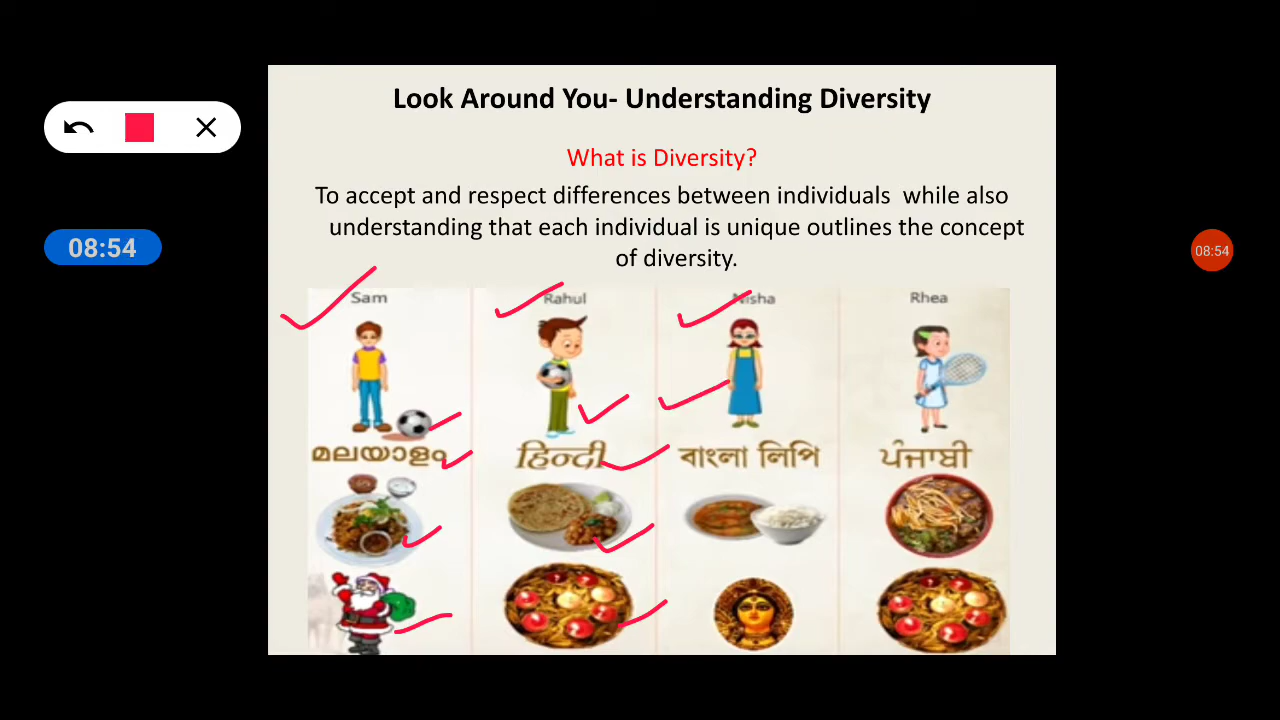 Look Around You- Understanding Diversity
What is Diversity?
To accept and respect differences between individuals while also
understanding that each individual is unique outlines the concept
of diversity.
08:54
08:54
Sam Rahul Nisha Rhea
മലയാളം हिन्दी বাংলা লিপি ਪੰਜਾਬੀ